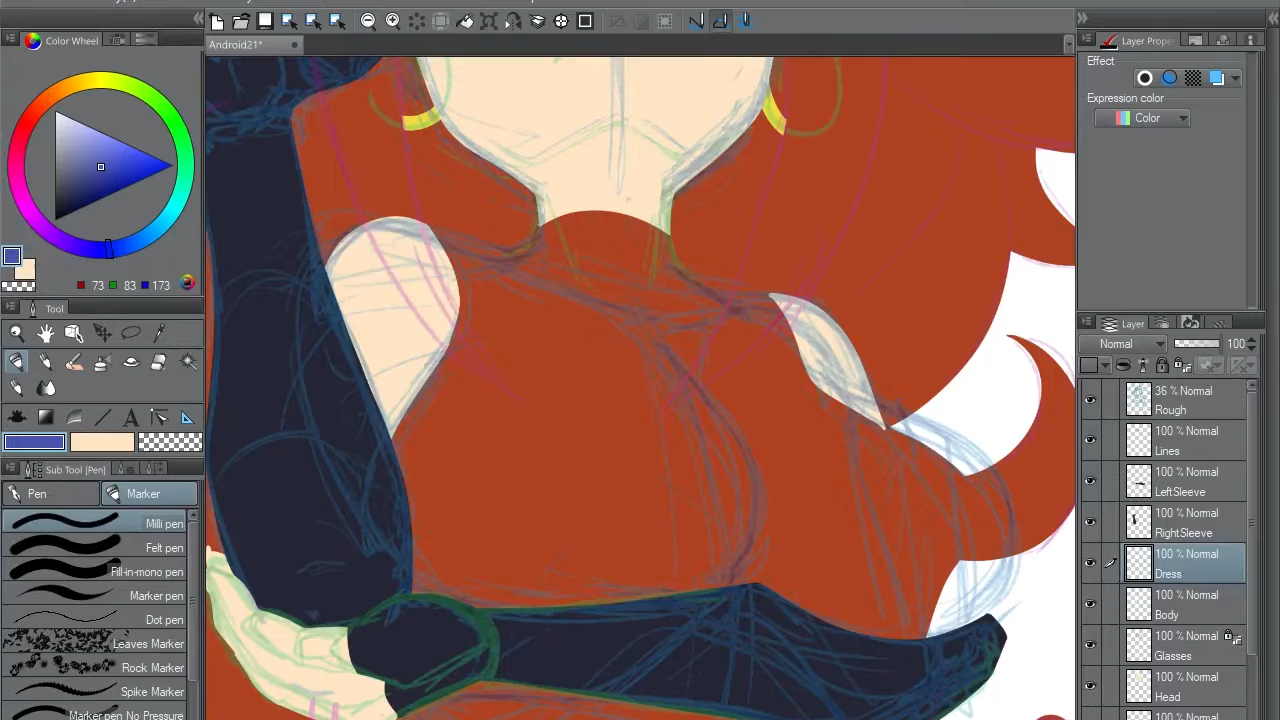 Color Wheel
Android21*
Layer Prope
Effect
Expression color
Color
73
83
173
Tool
Sub Tool [Pen]
Pen
Marker
Milli pen
Felt pen
Fill-in-mono pen
Marker pen
Dot pen
Leaves Marker
Rock Marker
Spike Marker
Marker pen No Pressure
Layer
Normal
100
36 % Normal
Rough
100 % Normal
Lines
100 % Normal
LeftSleeve
100 % Normal
RightSleeve
100 % Normal
Dress
100 % Normal
Body
100 % Normal
Glasses
100 % Normal
Head
100 % Normal